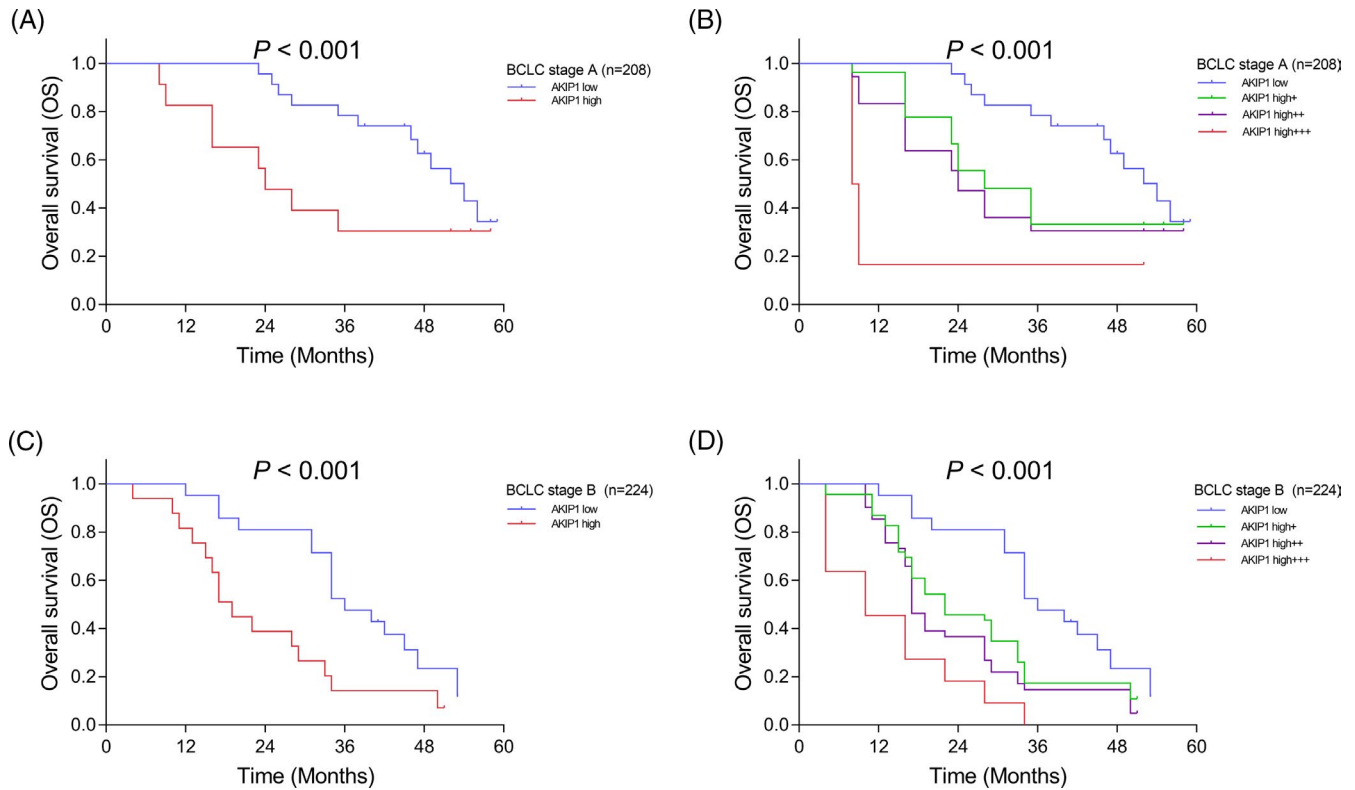 (A)
P < 0.001
BCLC stage A (n=208)
AKIP1 low
AKIP1 high
Overall survival (OS)
1.0
0.8
0.6
0.4
0.2
0.0
0 12 24 36 48 60
Time (Months)
(B)
P < 0.001
BCLC stage A (n=208)
AKIP1 low
AKIP1 high+
AKIP1 high++
AKIP1 high+++
Overall survival (OS)
1.0
0.8
0.6
0.4
0.2
0.0
0 12 24 36 48 60
Time (Months)
(C)
P < 0.001
BCLC stage B (n=224)
AKIP1 low
AKIP1 high
Overall survival (OS)
1.0
0.8
0.6
0.4
0.2
0.0
0 12 24 36 48 60
Time (Months)
(D)
P < 0.001
BCLC stage B (n=224)
AKIP1 low
AKIP1 high+
AKIP1 high++
AKIP1 high+++
Overall survival (OS)
1.0
0.8
0.6
0.4
0.2
0.0
0 12 24 36 48 60
Time (Months)